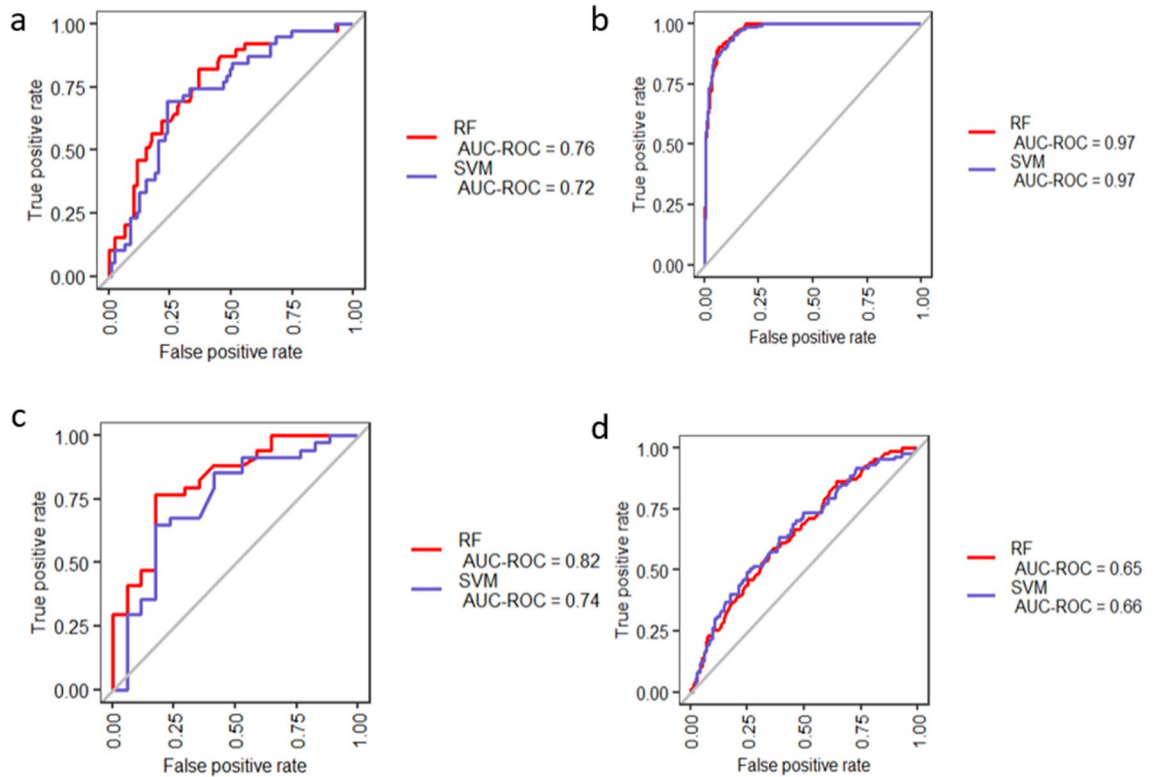 a
1.00
0.75
0.50
0.25
0.00
True positive rate
0.00
0.25
0.50
0.75
1.00
False positive rate
RF
AUC-ROC = 0.76
SVM
AUC-ROC = 0.72
b
1.00
0.75
0.50
0.25
0.00
True positive rate
0.00
0.25
0.50
0.75
1.00
False positive rate
RF
AUC-ROC = 0.97
SVM
AUC-ROC = 0.97
c
1.00
0.75
0.50
0.25
0.00
True positive rate
0.00
0.25
0.50
0.75
1.00
False positive rate
RF
AUC-ROC = 0.82
SVM
AUC-ROC = 0.74
d
1.00
0.75
0.50
0.25
0.00
True positive rate
0.00
0.25
0.50
0.75
1.00
False positive rate
RF
AUC-ROC = 0.65
SVM
AUC-ROC = 0.66